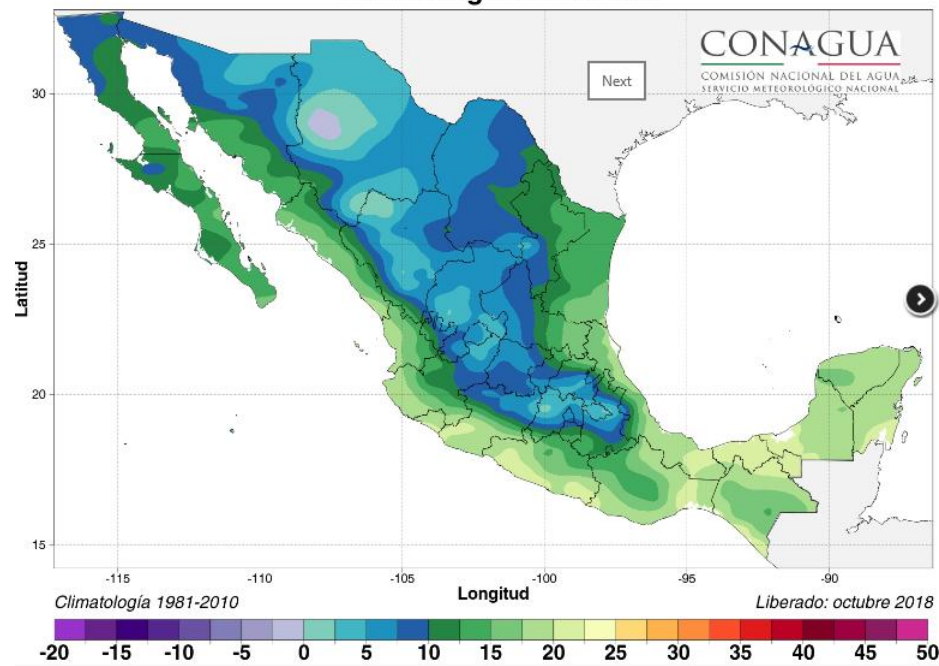 CONAGUA
COMISIÓN NACIONAL DEL AGUA
SERVICIO METEOROLÓGICO NACIONAL
Next
30
25
20
15
Latitud
-115 -110 -105 -100 -95 -90
Longitud
Climatología 1981-2010
Liberado: octubre 2018
-20 -15 -10 -5 0 5 10 15 20 25 30 35 40 45 50